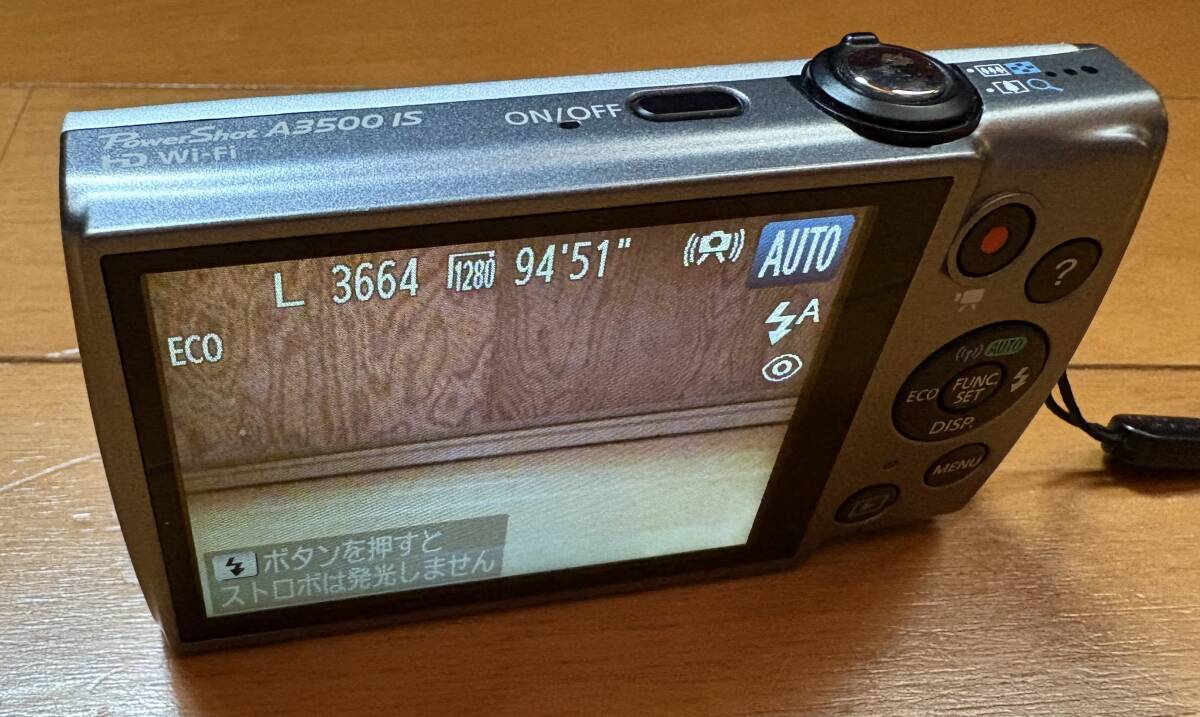 PowerShot A3500 IS
HD Wi-Fi
ON/OFF
L 3664 1280 94'51" AUTO
ECO
A
ボタンを押すと
ストロボは発光しません
?
AUTO
ECO FUNC. SET
DISP.
MENU